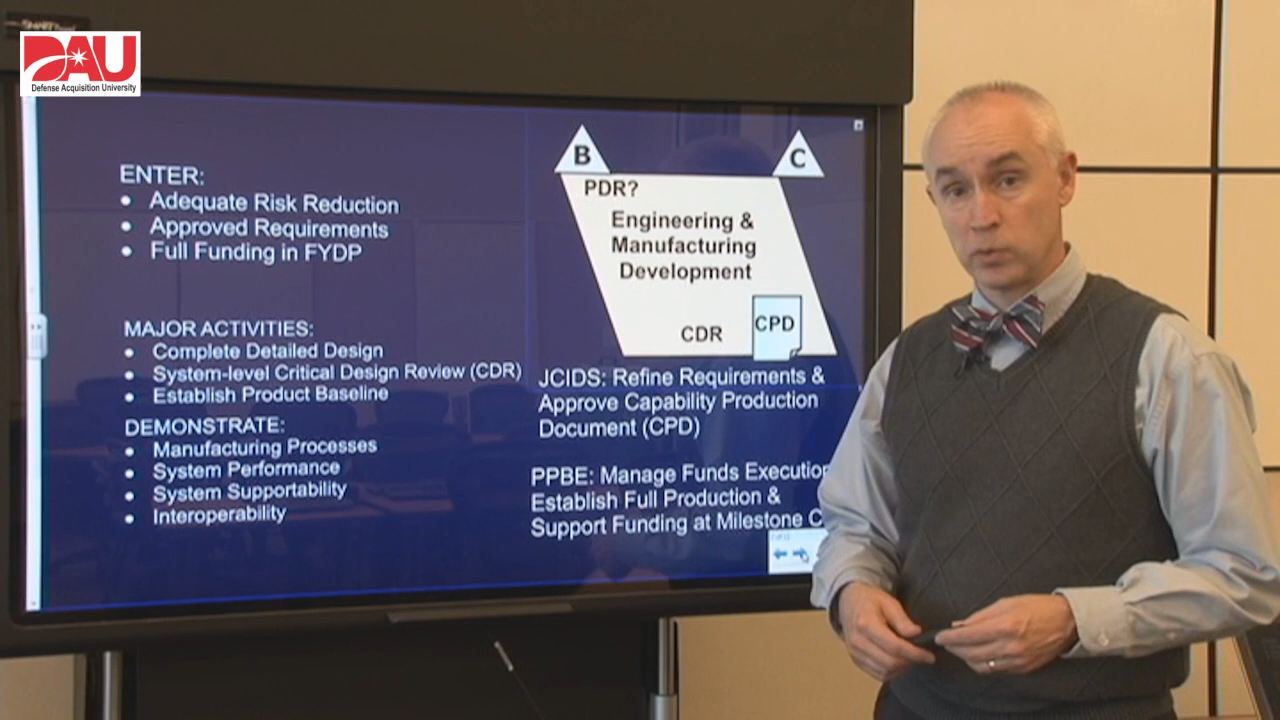 SMART
DAU
Defense Acquisition University
ENTER:
• Adequate Risk Reduction
• Approved Requirements
• Full Funding in FYDP
MAJOR ACTIVITIES:
• Complete Detailed Design
• System-level Critical Design Review (CDR)
• Establish Product Baseline
DEMONSTRATE:
• Manufacturing Processes
• System Performance
• System Supportability
• Interoperability
B
C
PDR?
Engineering &
Manufacturing
Development
CDR
CPD
JCIDS: Refine Requirements &
Approve Capability Production
Document (CPD)
PPBE: Manage Funds Execution
Establish Full Production &
Support Funding at Milestone C